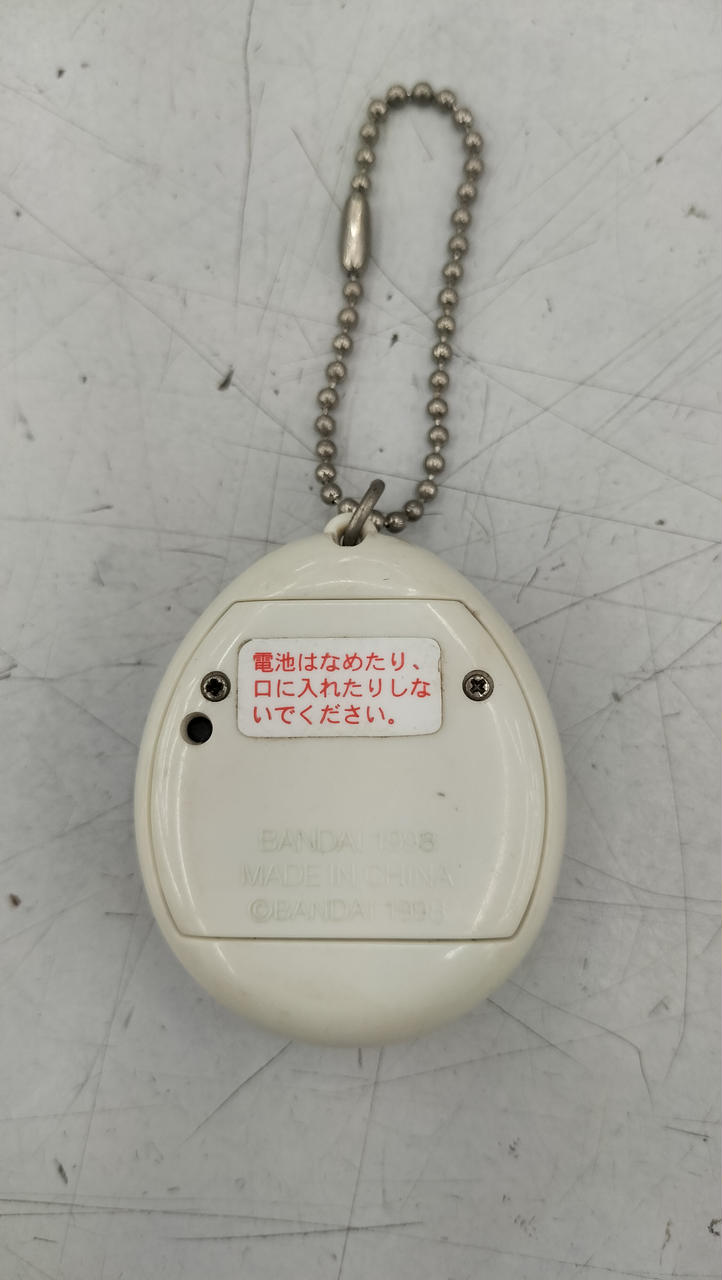 電池はなめたり、
口に入れたりしな
いでください。
BANDAI 1998
MADE IN CHINA
©BANDAI 1998